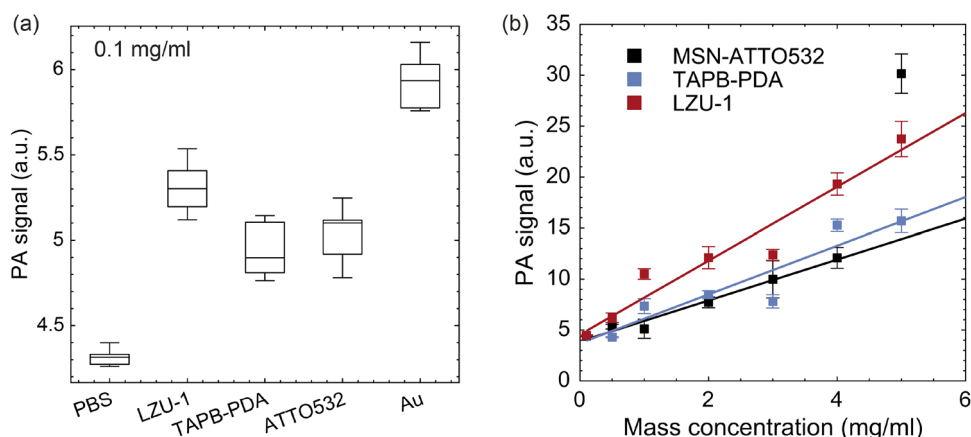 (a)
0.1 mg/ml
PA signal (a.u.)
6
5.5
5
4.5
PBS
LZU-1
TAPB-PDA
ATTO532
Au
(b)
MSN-ATTO532
TAPB-PDA
LZU-1
PA signal (a.u.)
35
30
25
20
15
10
5
0
0
2
4
6
Mass concentration (mg/ml)